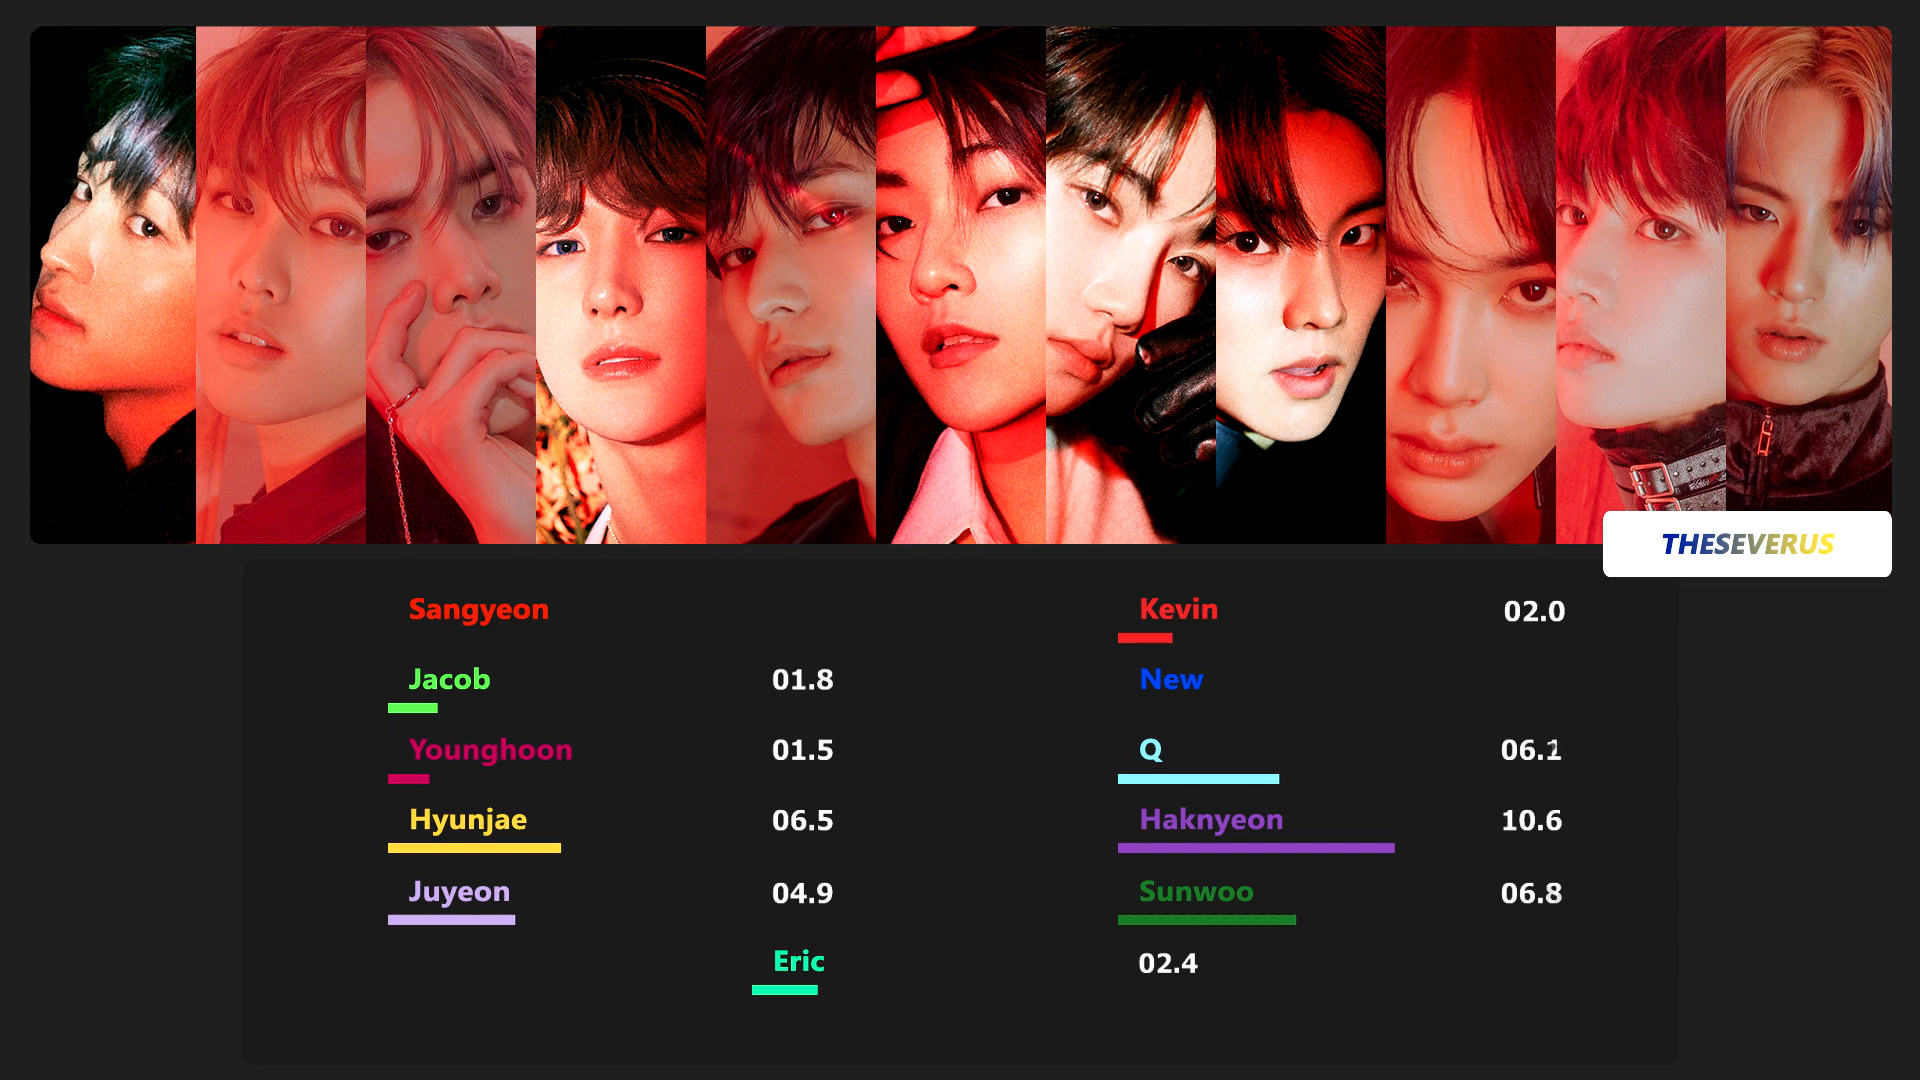 THESEVERUS
Sangyeon
Jacob 01.8
Younghoon 01.5
Hyunjae 06.5
Juyeon 04.9
Kevin 02.0
New
Q 06.1
Haknyeon 10.6
Sunwoo 06.8
Eric 02.4